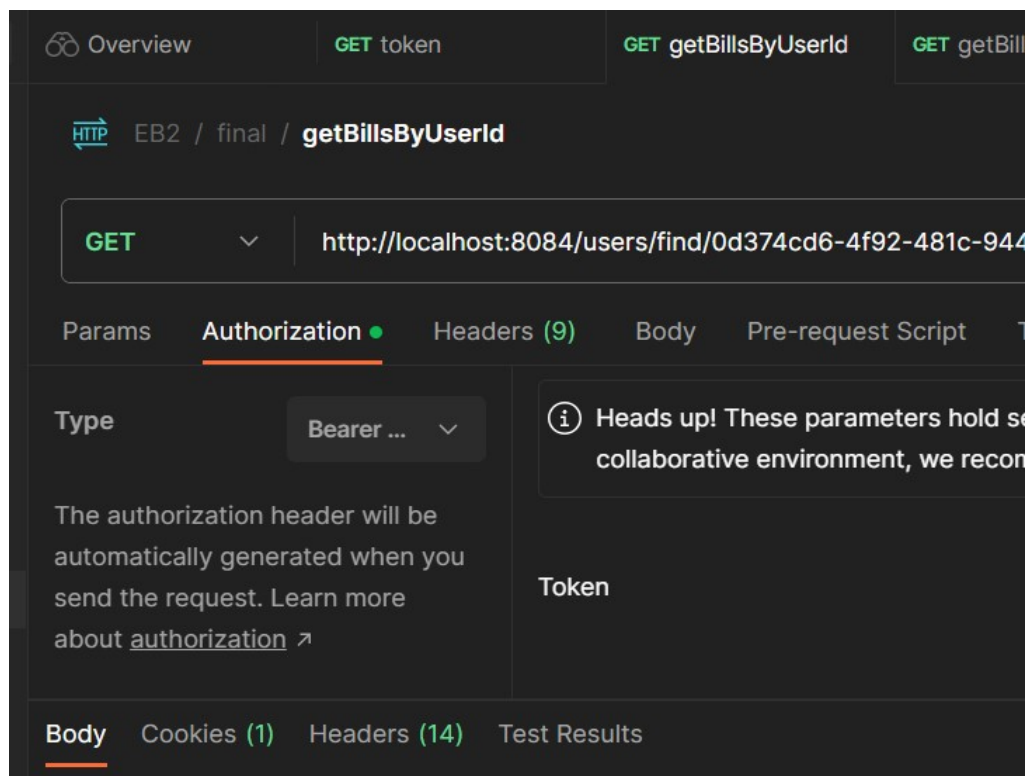 Overview GET token GET getBillsByUserId GET getBill
HTTP EB2 / final / getBillsByUserId
GET http://localhost:8084/users/find/0d374cd6-4f92-481c-944
Params Authorization Headers (9) Body Pre-request Script
Type Bearer ...
Heads up! These parameters hold se
collaborative environment, we recom
The authorization header will be
automatically generated when you
send the request. Learn more
about authorization ↗
Token
Body Cookies (1) Headers (14) Test Results